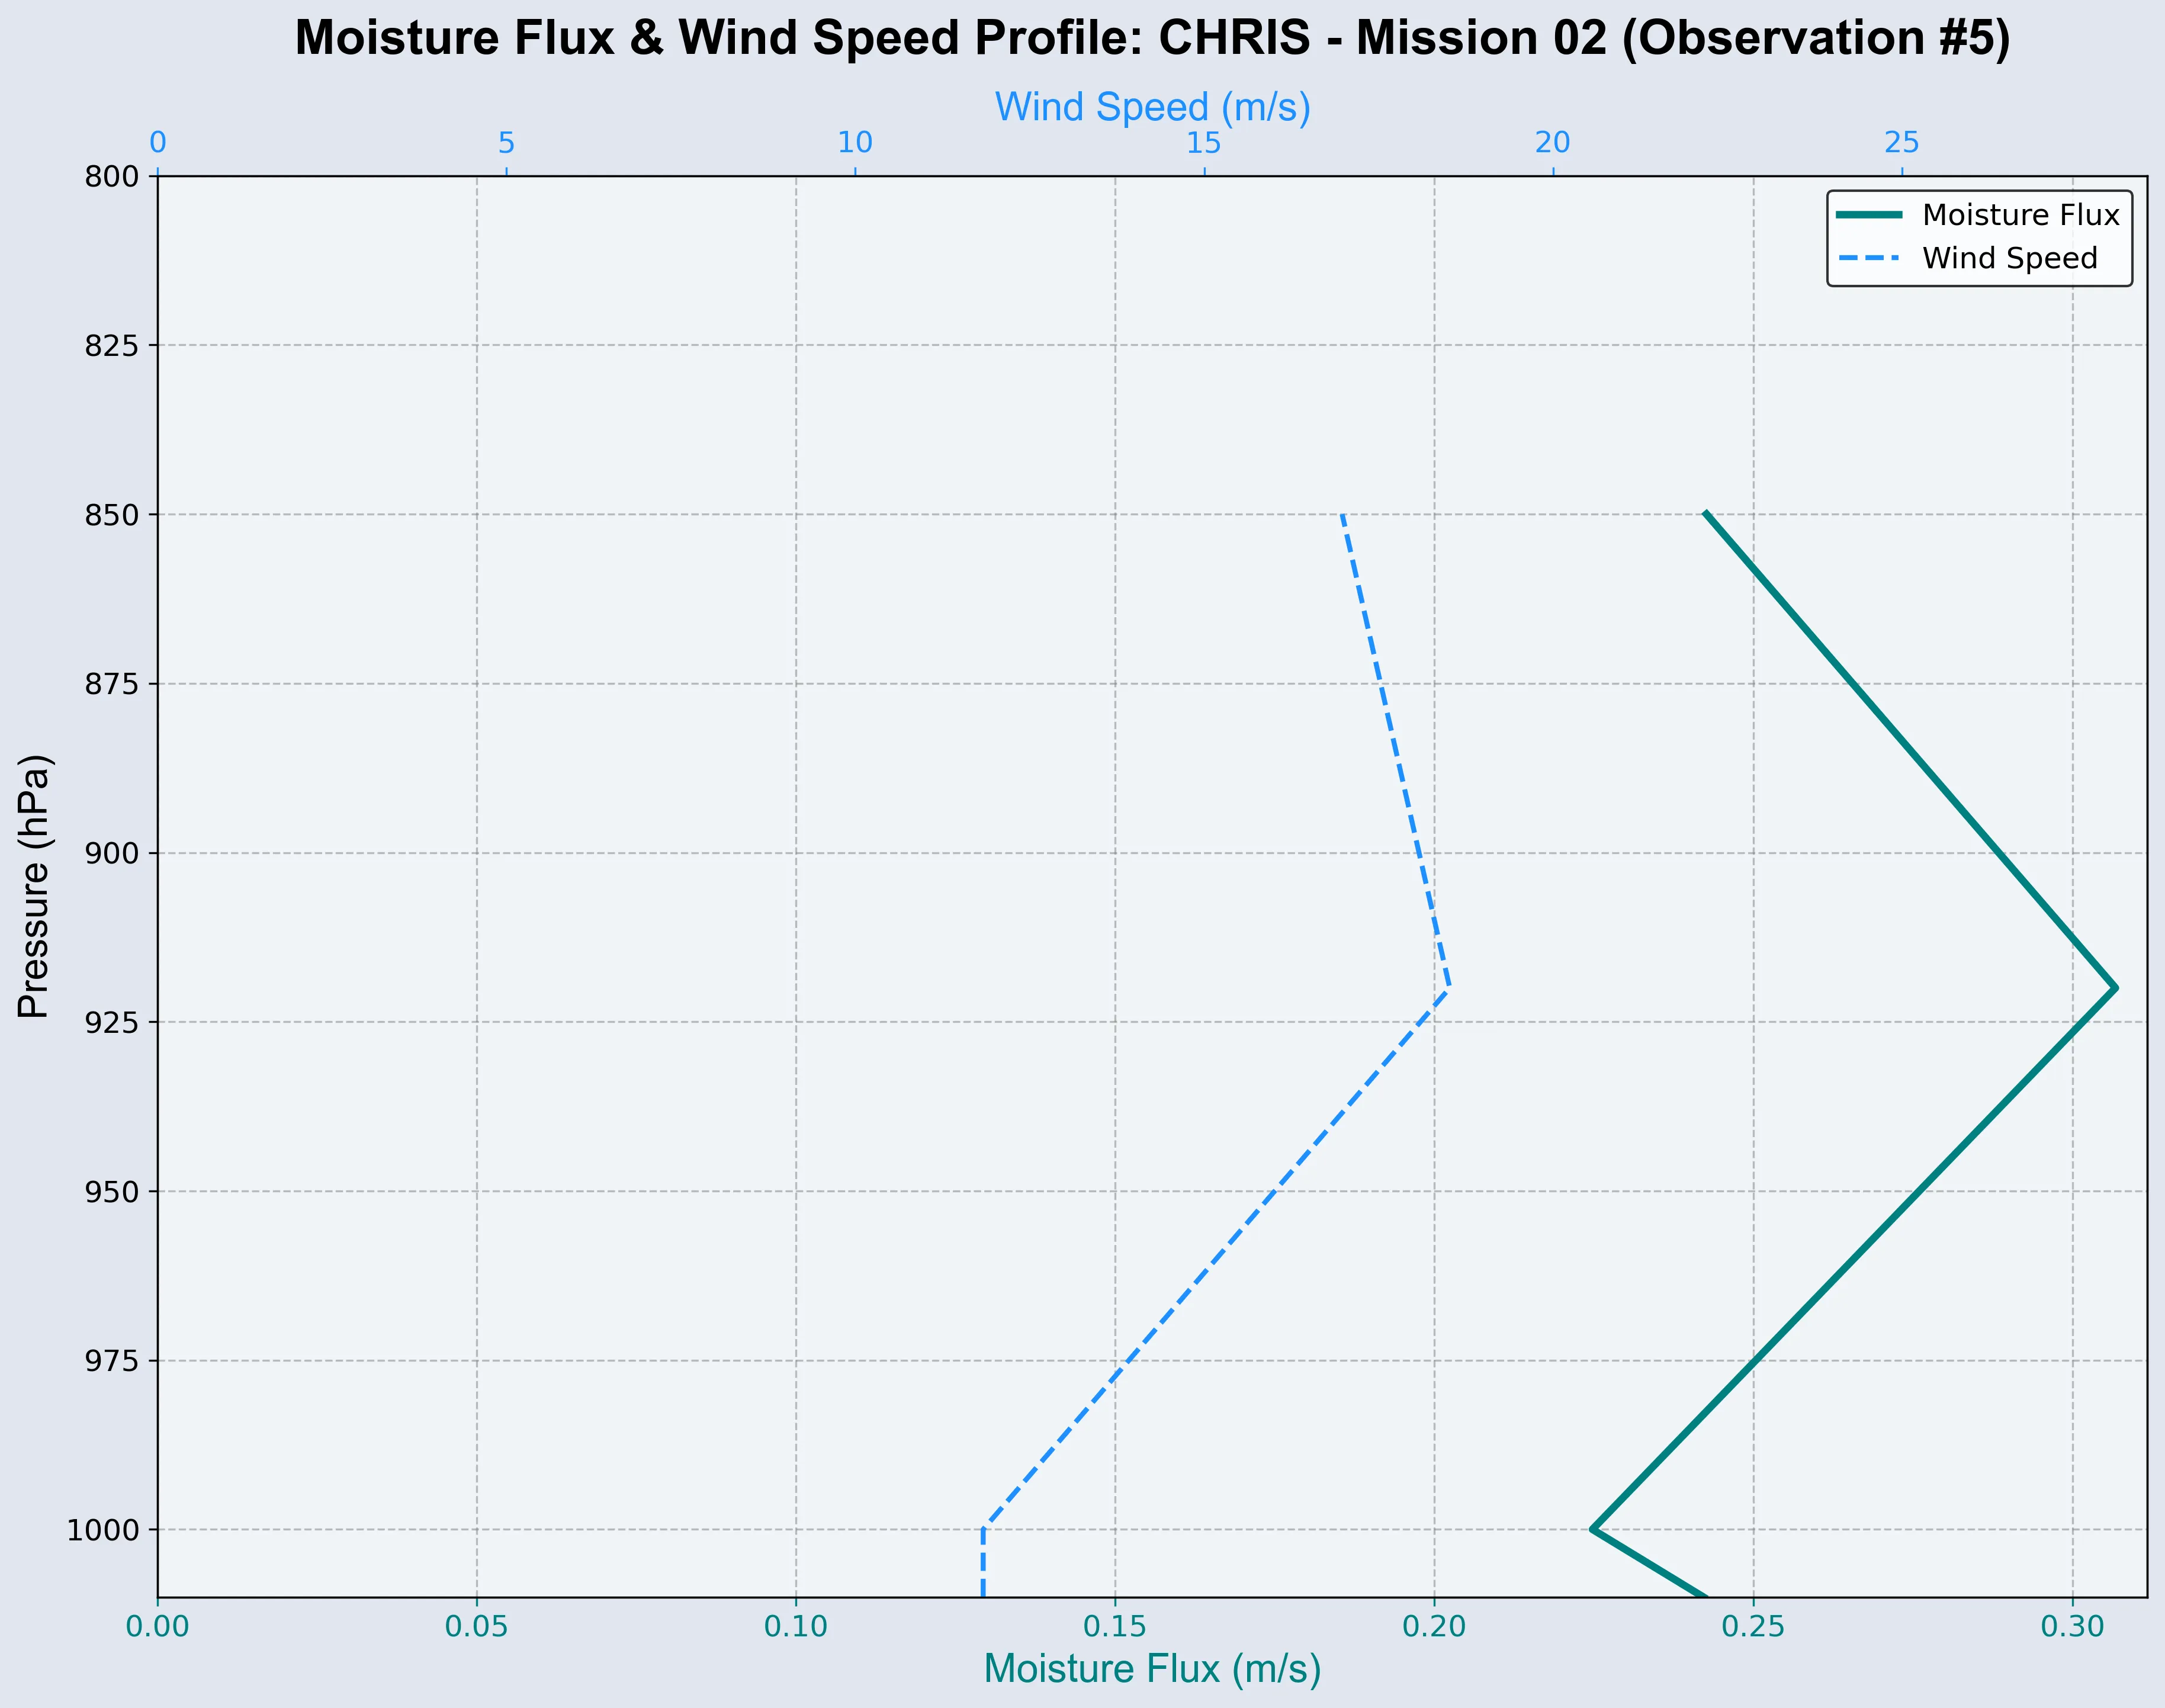 Moisture Flux & Wind Speed Profile: CHRIS - Mission 02 (Observation #5)
Wind Speed (m/s)
0 5 10 15 20 25
Moisture Flux
Wind Speed
Pressure (hPa)
800
825
850
875
900
925
950
975
1000
0.00 0.05 0.10 0.15 0.20 0.25 0.30
Moisture Flux (m/s)